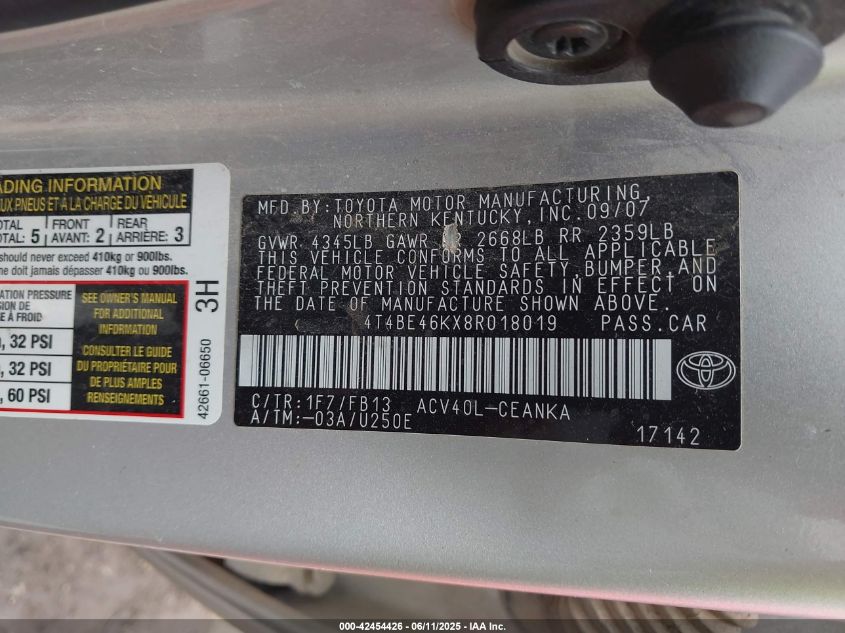 ADING INFORMATION
AUX PNEUS ET À LA CHARGE DU VÉHICULE
TOTAL FRONT REAR
TOTAL: 5 AVANT: 2 ARRIÈRE: 3
should never exceed 410kg or 900lbs.
ne doit jamais dépasser 410kg ou 900lbs.
ATION PRESSURE
SION DE
À FROID
, 32 PSI
, 32 PSI
, 60 PSI
SEE OWNER'S MANUAL
FOR ADDITIONAL
INFORMATION
CONSULTER LE GUIDE
DU PROPRIÉTAIRE POUR
DE PLUS AMPLES
RENSEIGNEMENTS
42661-06650
3H
MFD.BY:TOYOTA MOTOR MANUFACTURING
NORTHERN KENTUCKY,INC.09/07
GVWR 4345LB GAWR 2668LB RR 2359LB
THIS VEHICLE CONFORMS TO ALL APPLICABLE
FEDERAL MOTOR VEHICLE SAFETY,BUMPER,AND
THEFT PREVENTION STANDARDS IN EFFECT ON
THE DATE OF MANUFACTURE SHOWN ABOVE.
4T4BE46KX8R018019 PASS.CAR
C/TR:1F7/FB13 ACV40L-CEANKA
A/TM:-03A/U250E
17142
TOYOTA
000-42454426 - 06/11/2025 - IAA Inc.